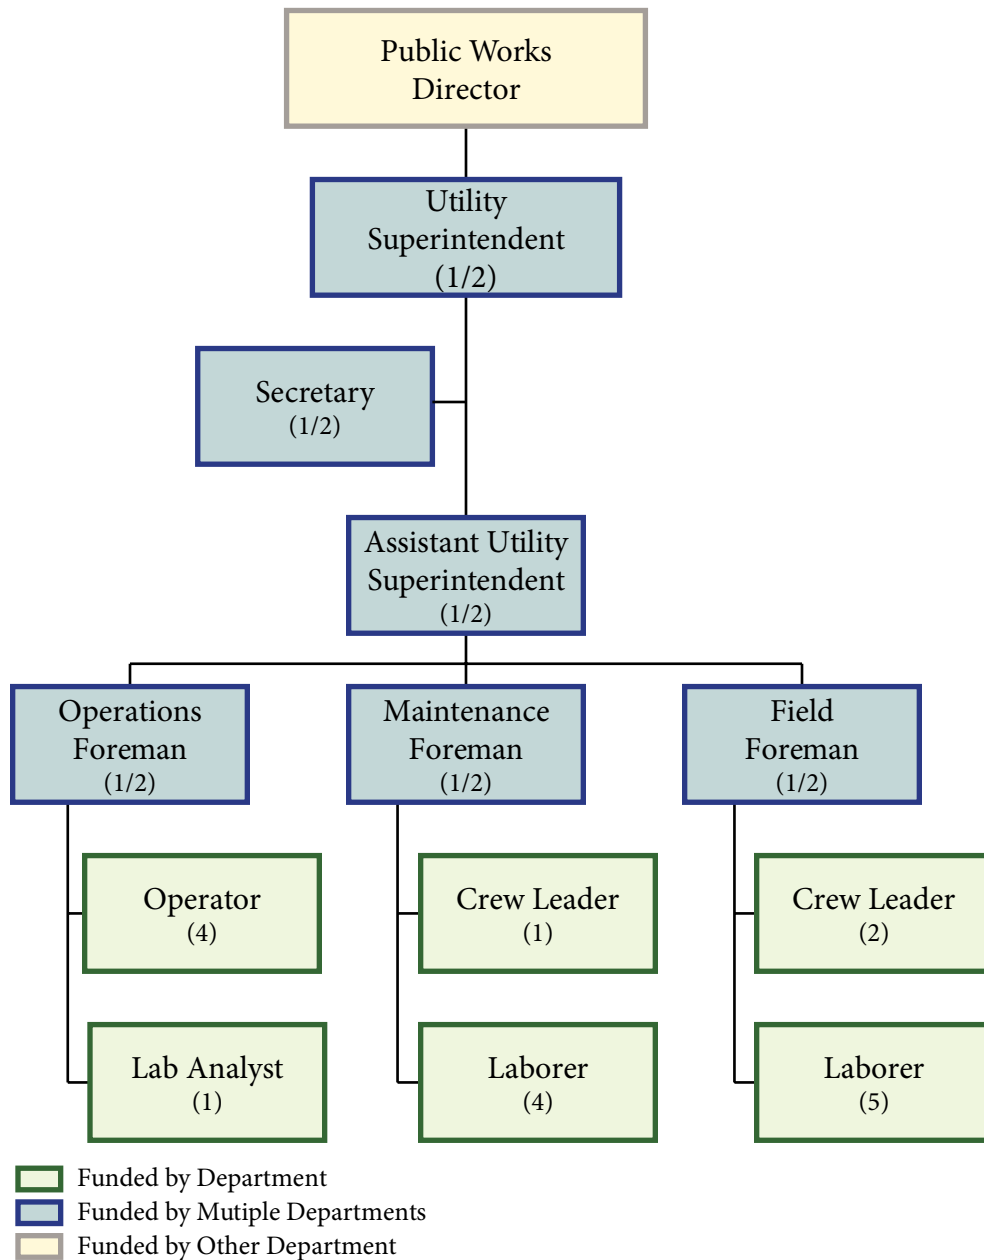 Public Works
Director
Utility
Superintendent
(1/2)
Secretary
(1/2)
Assistant Utility
Superintendent
(1/2)
Operations
Foreman
(1/2)
Maintenance
Foreman
(1/2)
Field
Foreman
(1/2)
Operator
(4)
Crew Leader
(1)
Crew Leader
(2)
Lab Analyst
(1)
Laborer
(4)
Laborer
(5)
Funded by Department
Funded by Mutiple Departments
Funded by Other Department